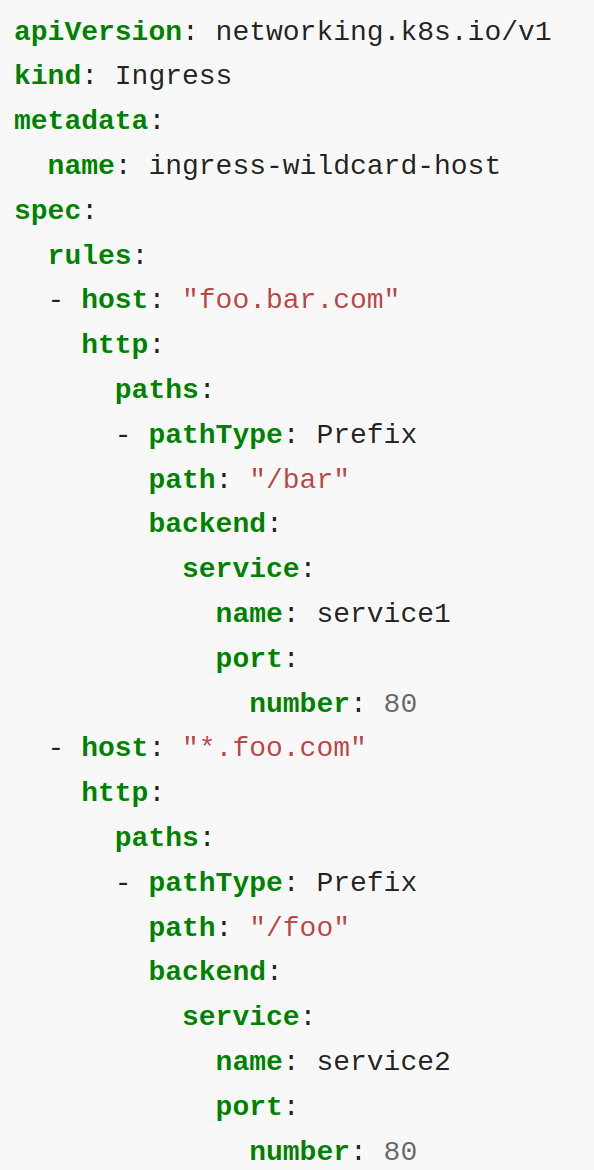 apiVersion: networking.k8s.io/v1
kind: Ingress
metadata:
  name: ingress-wildcard-host
spec:
  rules:
  - host: "foo.bar.com"
    http:
      paths:
      - pathType: Prefix
        path: "/bar"
        backend:
          service:
            name: service1
            port:
              number: 80
  - host: "*.foo.com"
    http:
      paths:
      - pathType: Prefix
        path: "/foo"
        backend:
          service:
            name: service2
            port:
              number: 80